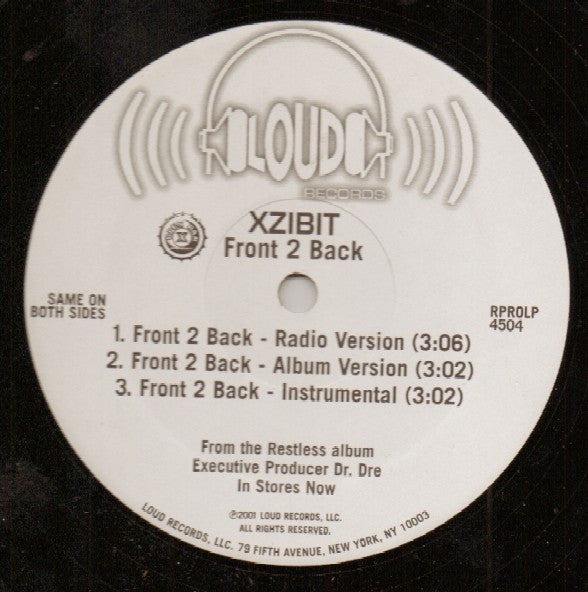 LOUD
RECORDS
XZIBIT
Front 2 Back
SAME ON
BOTH SIDES
RPROLP
4504
1. Front 2 Back - Radio Version (3:06)
2. Front 2 Back - Album Version (3:02)
3. Front 2 Back - Instrumental (3:02)
From the Restless album
Executive Producer Dr. Dre
In Stores Now
℗2001 LOUD RECORDS, LLC.
ALL RIGHTS RESERVED.
LOUD RECORDS, LLC. 79 FIFTH AVENUE, NEW YORK, NY 10003